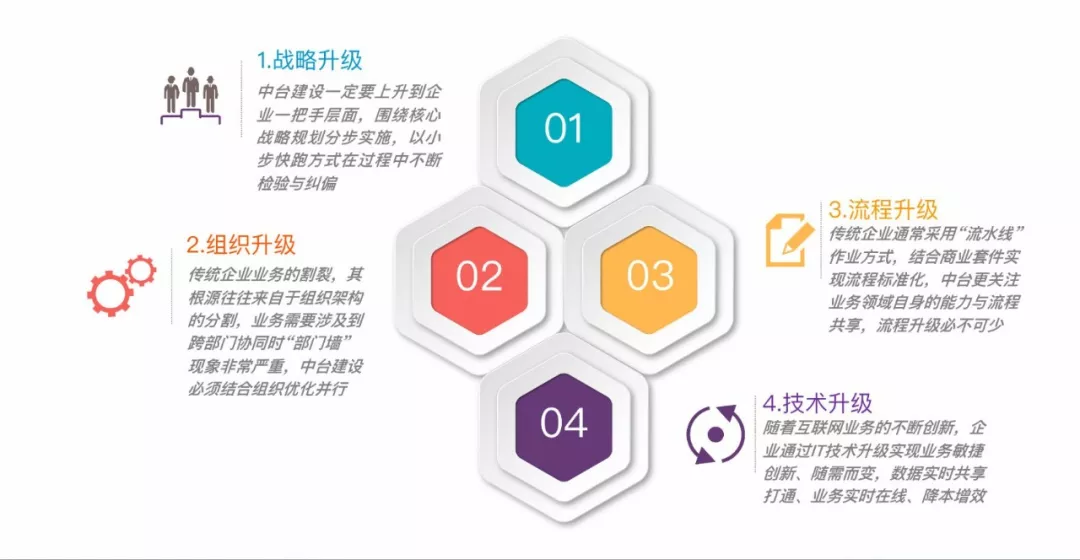 1.战略升级
中台建设一定要上升到企
业一把手层面，围绕核心
战略规划分步实施，以小
步快跑方式在过程中不断
检验与纠偏
01
2.组织升级
传统企业业务的割裂，其
根源往往来自于组织架构
的分割，业务需要涉及到
跨部门协同时“部门墙”
现象非常严重，中台建设
必须结合组织优化并行
02
03
3.流程升级
传统企业通常采用“流水线”
作业方式，结合商业套件实
现流程标准化，中台更关注
业务领域自身的能力与流程
共享，流程升级必不可少
04
4.技术升级
随着互联网业务的不断创新，企
业通过IT技术升级实现业务敏捷
创新、随需而变，数据实时共享
打通、业务实时在线、降本增效